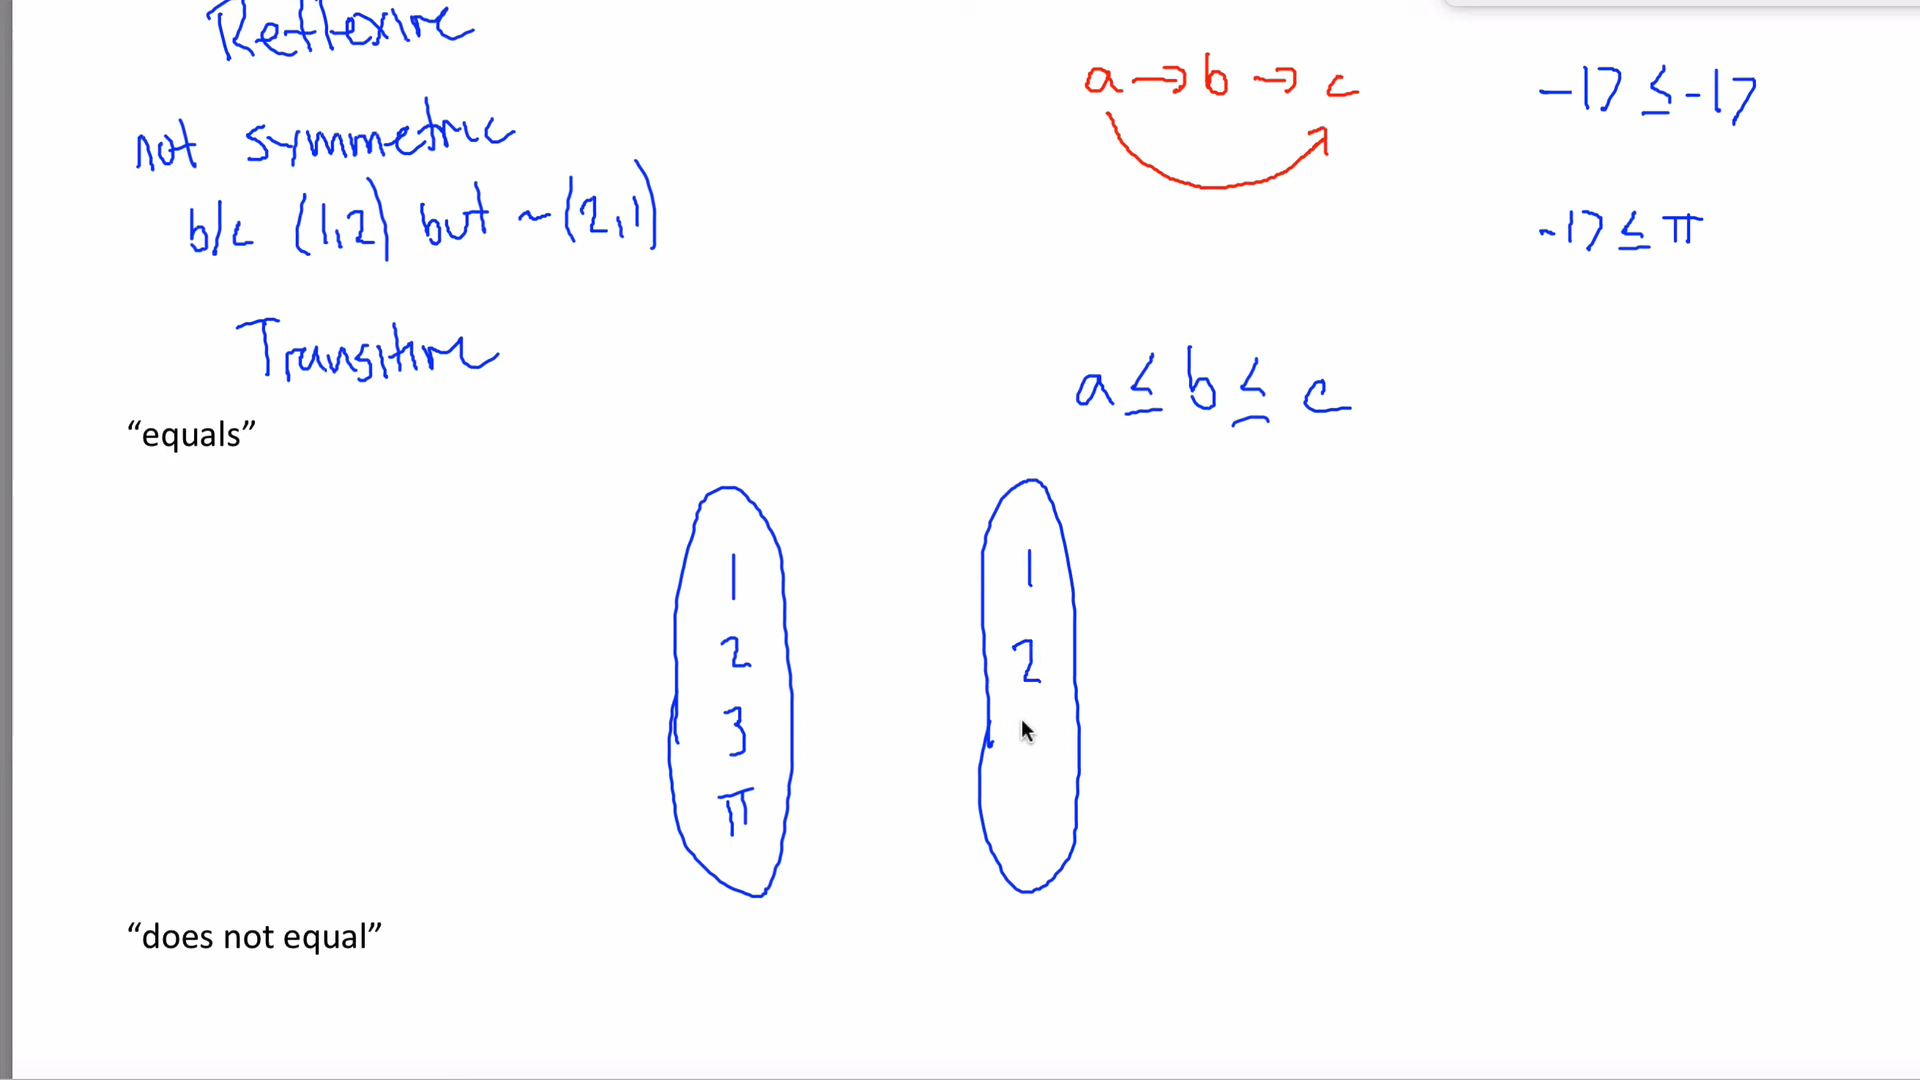 Reflexive
a → b → c
-17 ≤ -17
not symmetric
b/c (1,2) but ~(2,1)
-17 ≤ π
Transitive
a ≤ b ≤ c
“equals”
1
2
3
π
1
2
“does not equal”